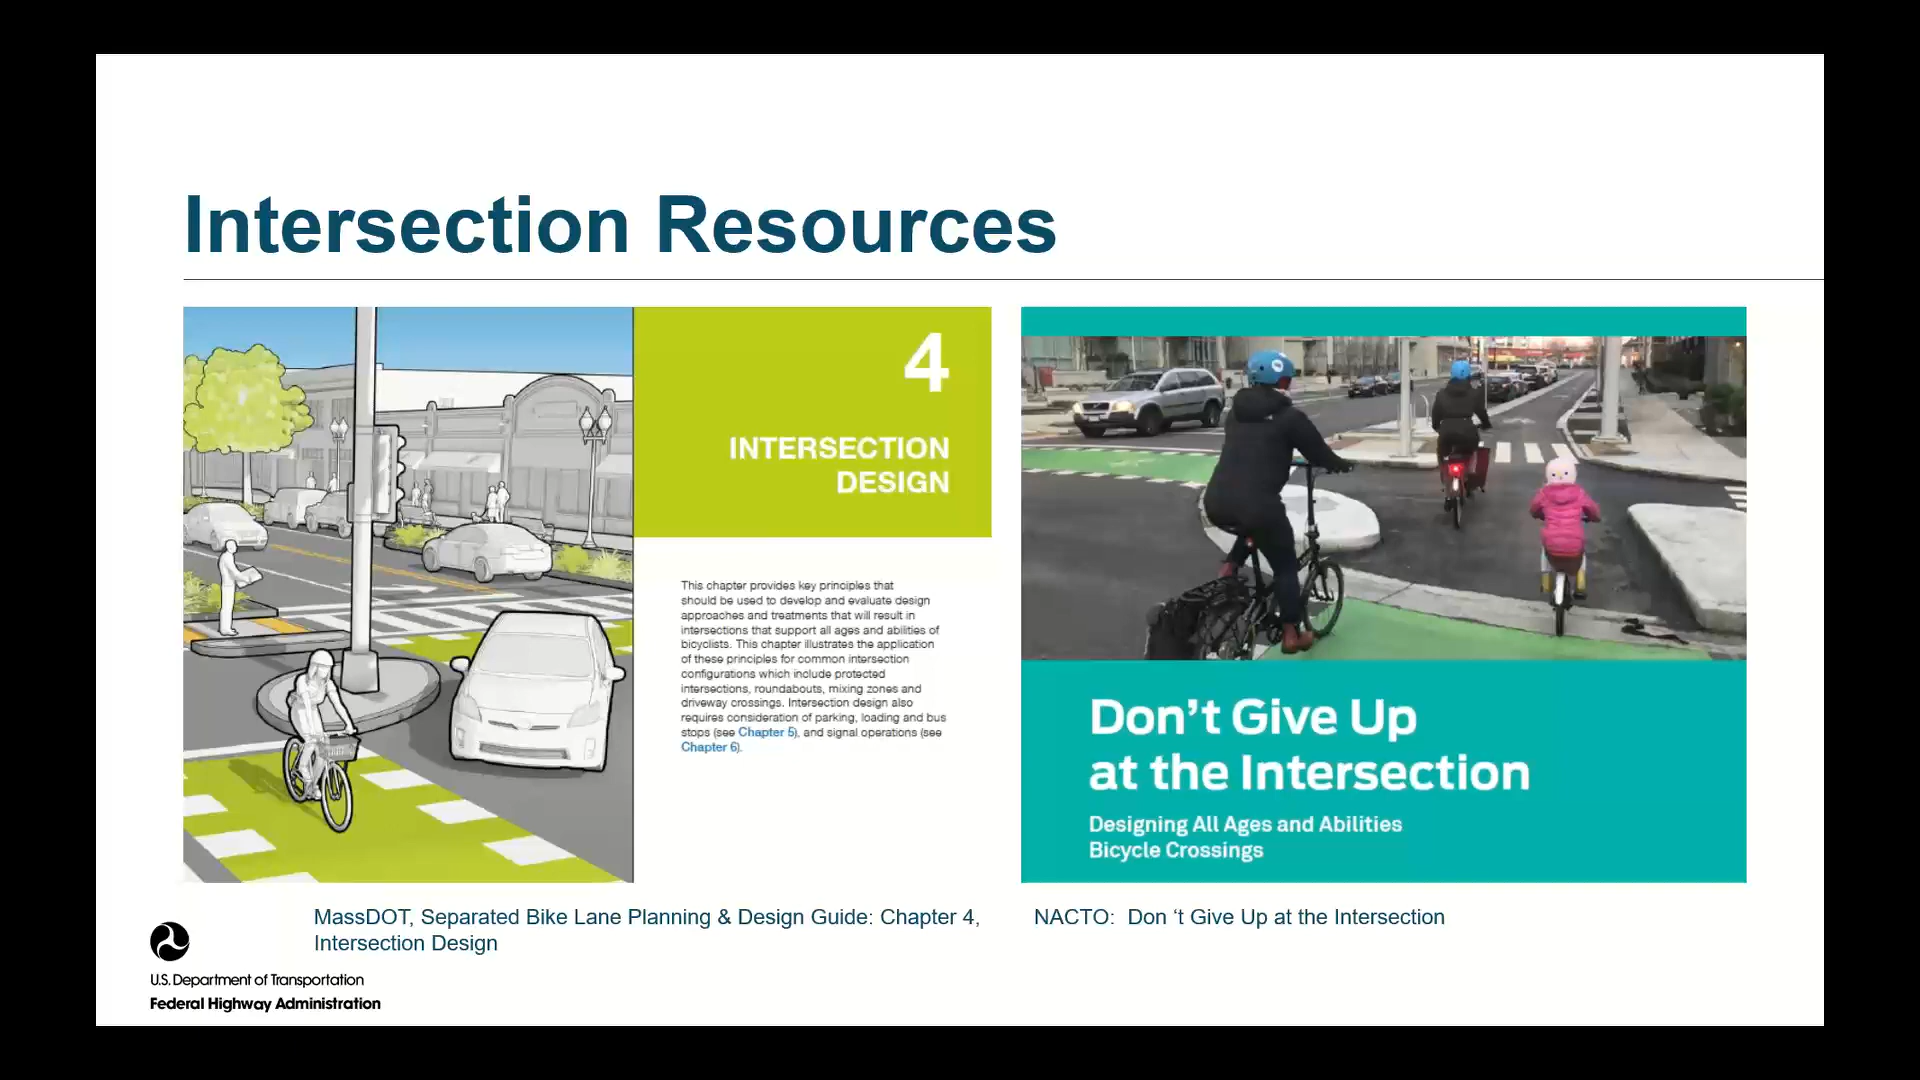 Intersection Resources
4
INTERSECTION
DESIGN
This chapter provides key principles that
should be used to develop and evaluate design
approaches and treatments that will result in
intersections that support all ages and abilities of
bicyclists. This chapter illustrates the application
of these principles for common intersection
configurations which include protected
intersections, roundabouts, mixing zones and
driveway crossings. Intersection design also
requires consideration of parking, loading and bus
stops (see Chapter 5), and signal operations (see
Chapter 6).
Don't Give Up
at the Intersection
Designing All Ages and Abilities
Bicycle Crossings
MassDOT, Separated Bike Lane Planning & Design Guide: Chapter 4,
Intersection Design
NACTO:  Don ‘t Give Up at the Intersection
U.S. Department of Transportation
Federal Highway Administration